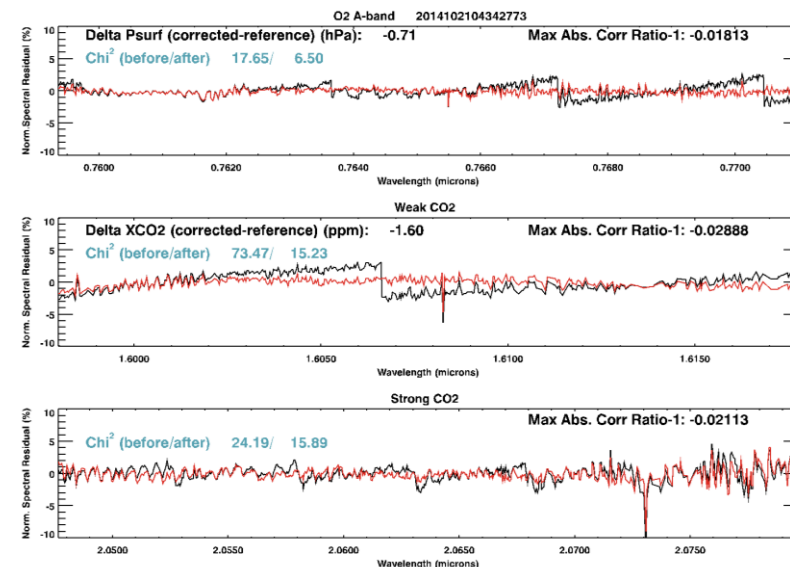 O2 A-band 2014102104342773
Delta Psurf (corrected-reference) (hPa): -0.71 Max Abs. Corr Ratio-1: -0.01813
Chi² (before/after) 17.65/ 6.50
Norm. Spectral Residual (%)
10
5
0
-5
-10
0.7600 0.7620 0.7640 0.7660 0.7680 0.7700
Wavelength (microns)
Weak CO2
Delta XCO2 (corrected-reference) (ppm): -1.60 Max Abs. Corr Ratio-1: -0.02888
Chi² (before/after) 73.47/ 15.23
Norm. Spectral Residual (%)
10
5
0
-5
-10
1.6000 1.6050 1.6100 1.6150
Wavelength (microns)
Strong CO2
Max Abs. Corr Ratio-1: -0.02113
Chi² (before/after) 24.19/ 15.89
Norm. Spectral Residual (%)
10
5
0
-5
-10
2.0500 2.0550 2.0600 2.0650 2.0700 2.0750
Wavelength (microns)